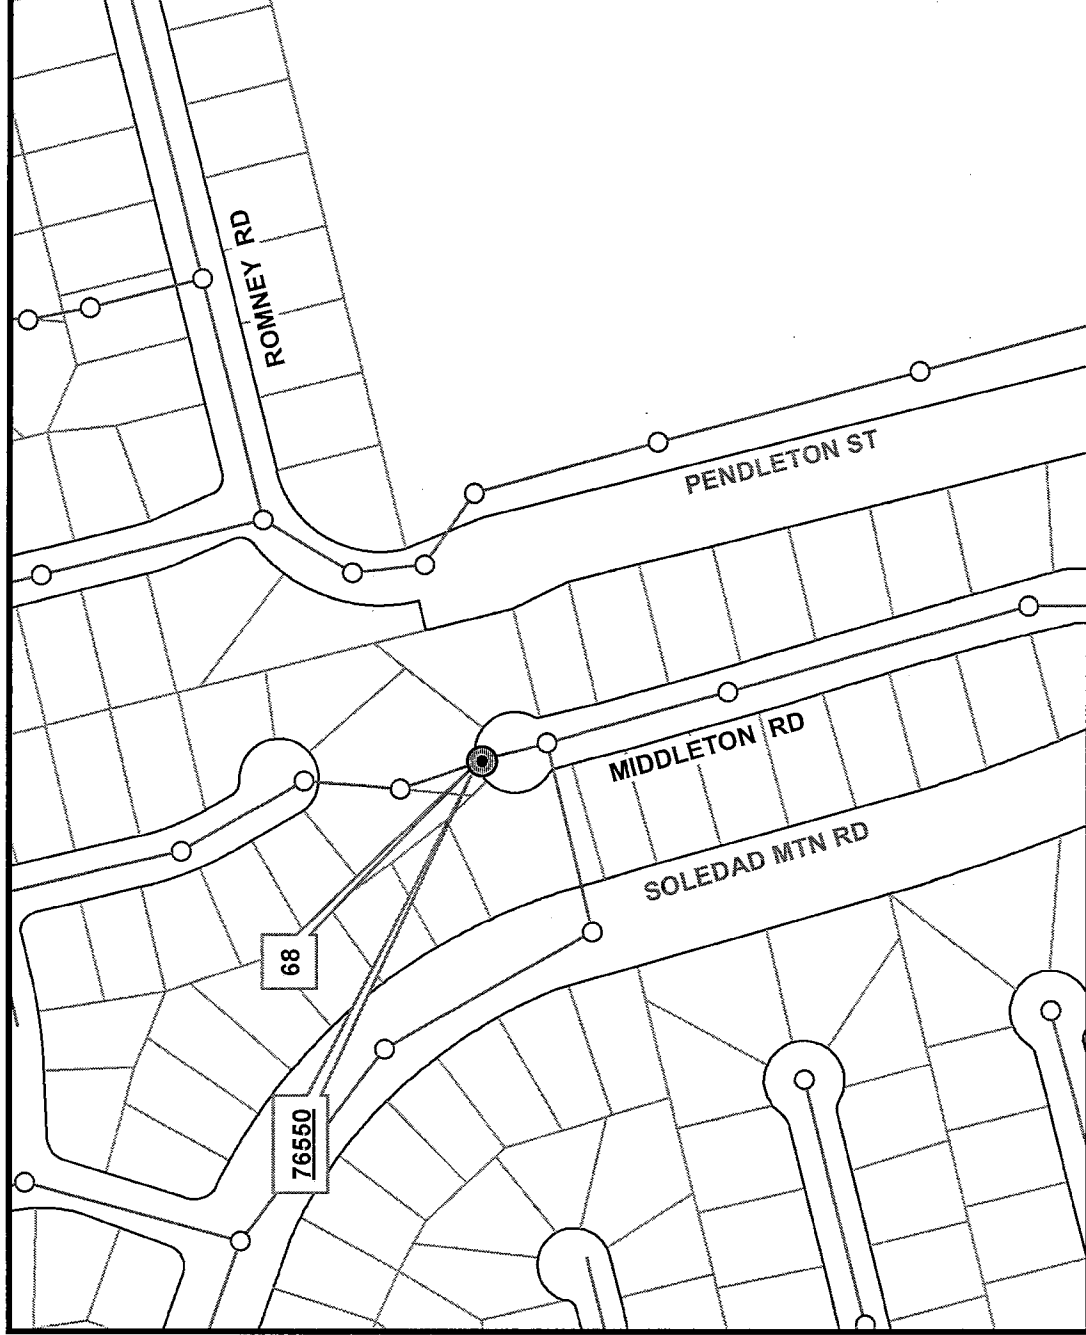 ROMNEY RD
PENDLETON ST
MIDDLETON RD
SOLEDAD MTN RD
68
76550